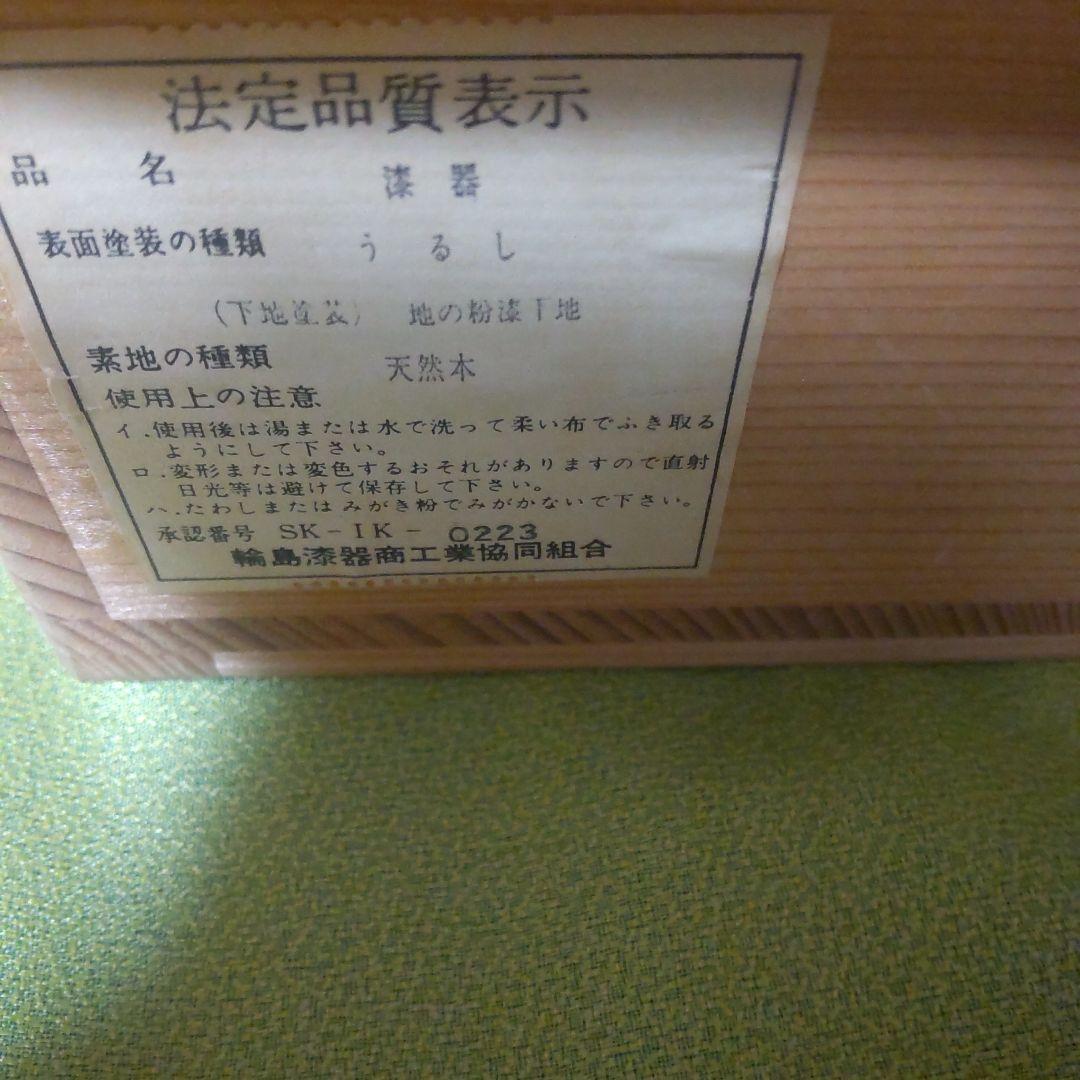 法定品質表示
品 名 漆 器
表面塗装の種類 う る し
(下地塗装) 地の粉漆下地
素地の種類 天然木
使用上の注意
イ.使用後は湯または水で洗って柔い布でふき取る
ようにして下さい。
ロ.変形または変色するおそれがありますので直射
日光等は避けて保存して下さい。
ハ.たわしまたはみがき粉でみがかないで下さい。
承認番号 SK-IK-0223
輪島漆器商工業協同組合